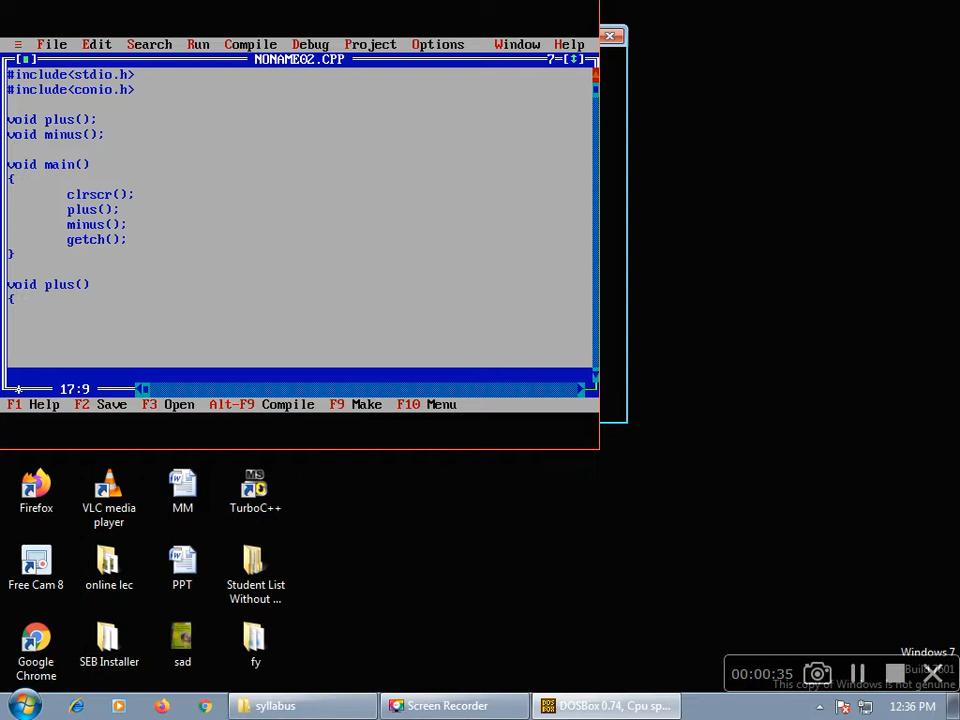 ≡ File Edit Search Run Compile Debug Project Options Window Help
NONAME02.CPP 7
#include<stdio.h>
#include<conio.h>
void plus();
void minus();
void main()
{
clrscr();
plus();
minus();
getch();
}
void plus()
{
17:9
F1 Help F2 Save F3 Open Alt-F9 Compile F9 Make F10 Menu
Firefox
VLC media player
MM
MS
TurboC++
Free Cam 8
online lec
PPT
Student List Without ...
Google Chrome
SEB Installer
sad
fy
Windows 7
00:00:35
This copy of Windows is not genuine
syllabus
Screen Recorder
DOS BOX
DOSBox 0.74, Cpu sp...
12:36 PM